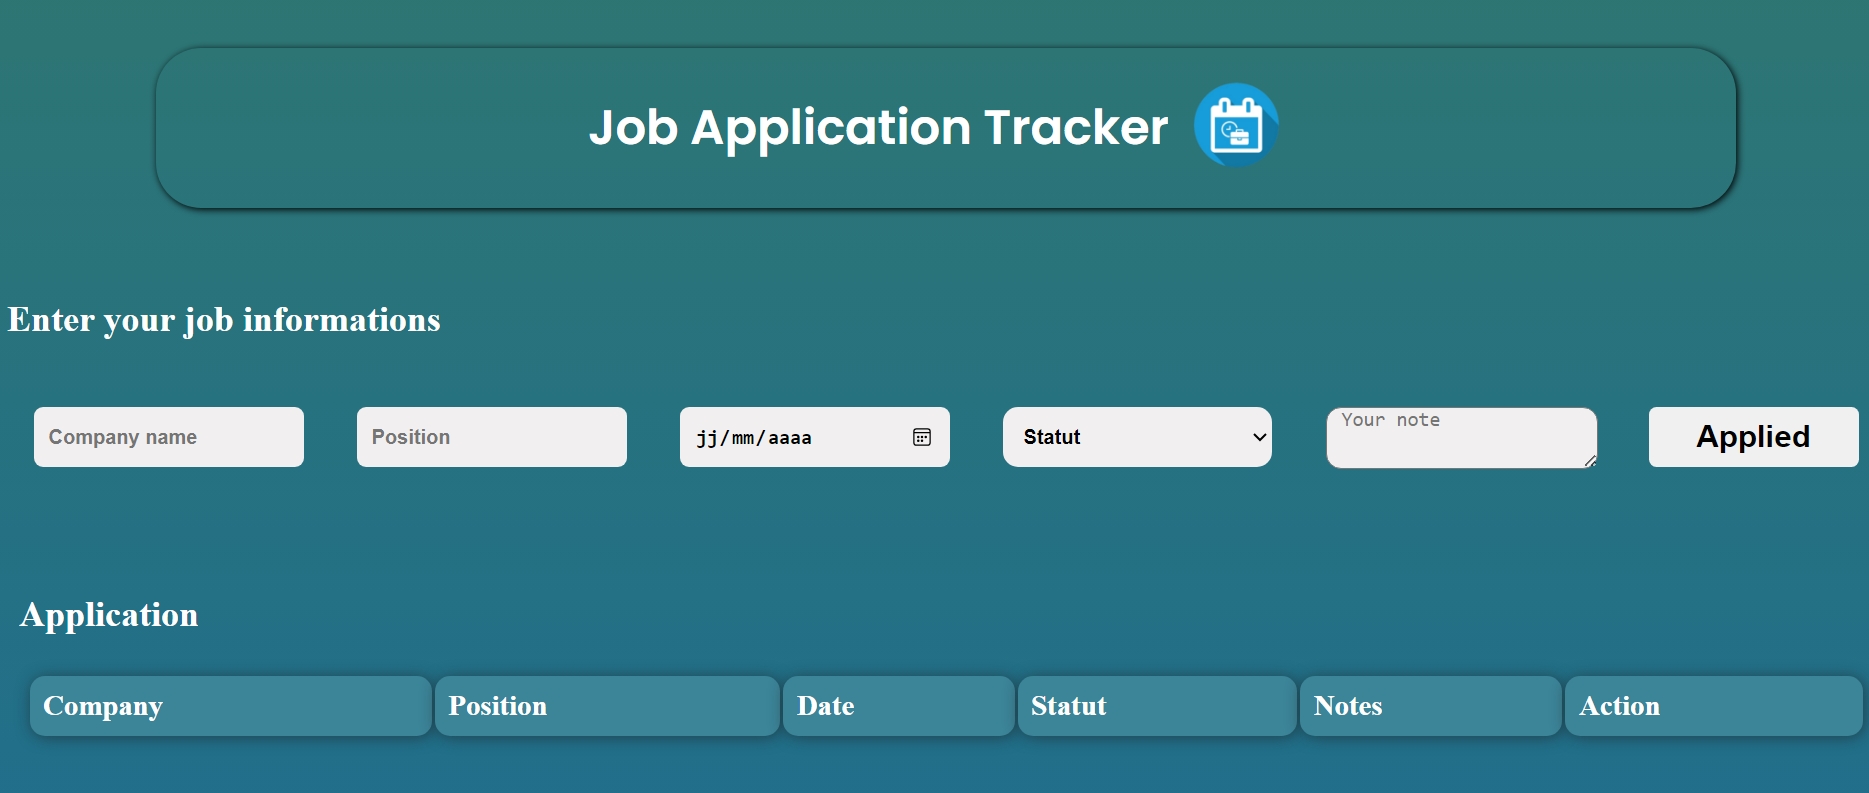 Job Application Tracker
Enter your job informations
Company name
Position
jj/mm/aaaa
Statut
Your note
Applied
Application
Company
Position
Date
Statut
Notes
Action